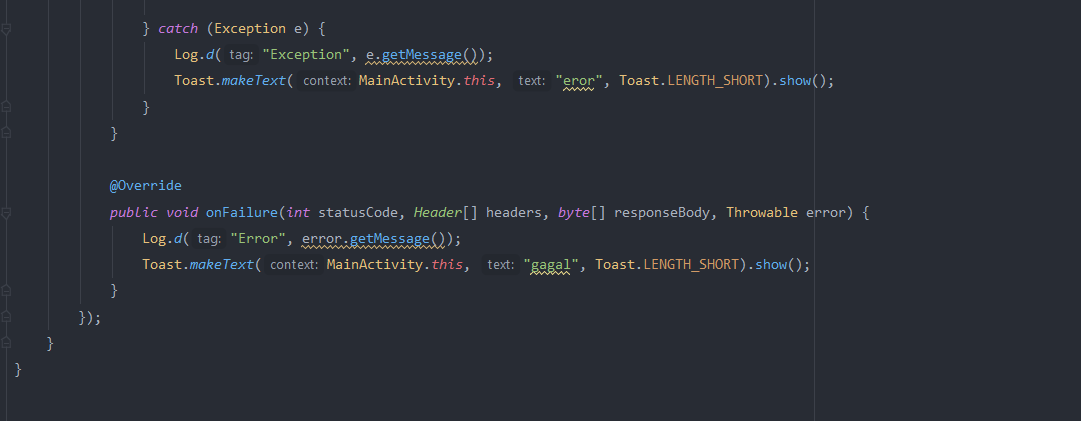 } catch (Exception e) {
Log.d( tag: "Exception", e.getMessage());
Toast.makeText( context: MainActivity.this, text: "eror", Toast.LENGTH_SHORT).show();
}
}
@Override
public void onFailure(int statusCode, Header[] headers, byte[] responseBody, Throwable error) {
Log.d( tag: "Error", error.getMessage());
Toast.makeText( context: MainActivity.this, text: "gagal", Toast.LENGTH_SHORT).show();
}
});
}
}